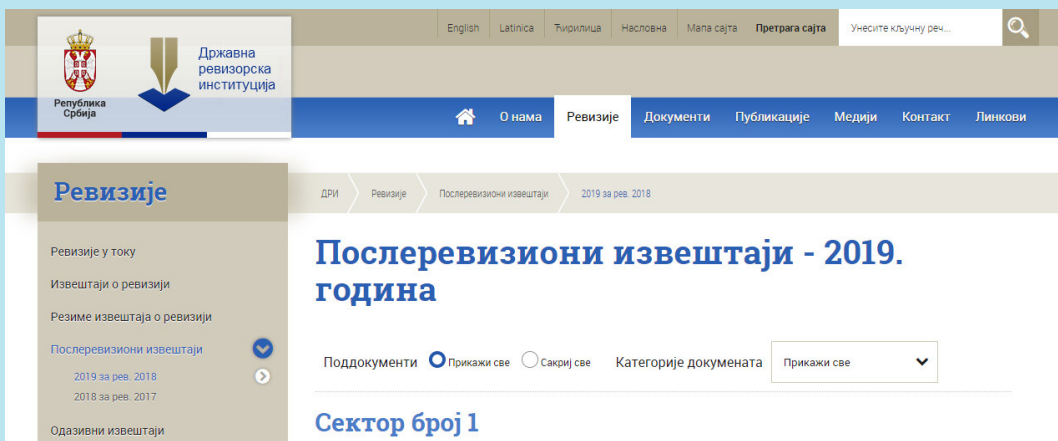 English Latinica Ћирилица Насловна Мапа сајта Претрага сајта Унесите кључну реч...
Република
Србија
Државна
ревизорска
институција
О нама Ревизије Документи Публикације Медији Контакт Линкови
Ревизије
ДРИ Ревизије Послеревизиони извештаји 2019 за рев. 2018
Ревизије у току
Извештаји о ревизији
Резиме извештаја о ревизији
Послеревизиони извештаји
2019 за рев. 2018
2018 за рев. 2017
Одазивни извештаји
Послеревизиони извештаји - 2019.
година
Поддокументи Прикажи све Сакриј све Категорије докумената Прикажи све
Сектор број 1